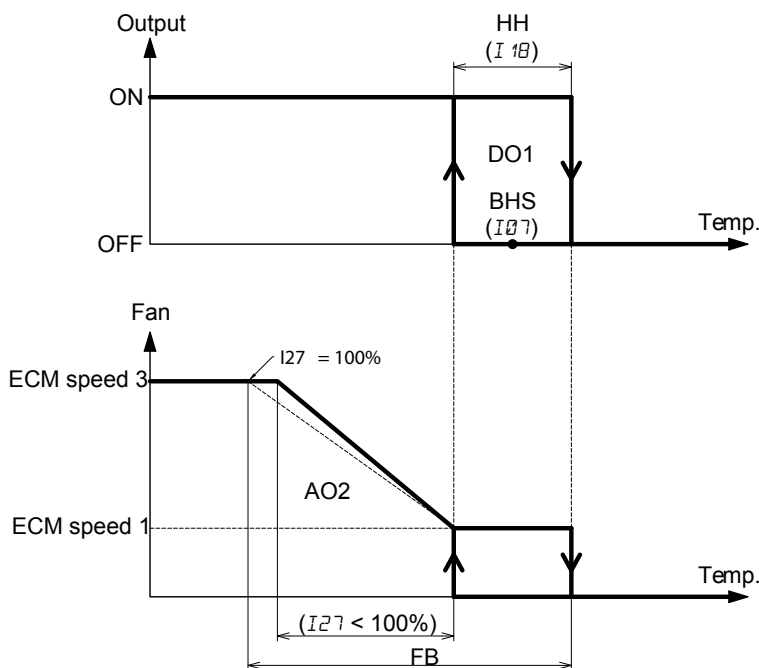 HH
Output
(I18)
ON
DO1
BHS
(I07)
Temp.
OFF
Fan
I27 = 100%
ECM speed 3
AO2
ECM speed 1
Temp.
(I27 < 100%)
FB